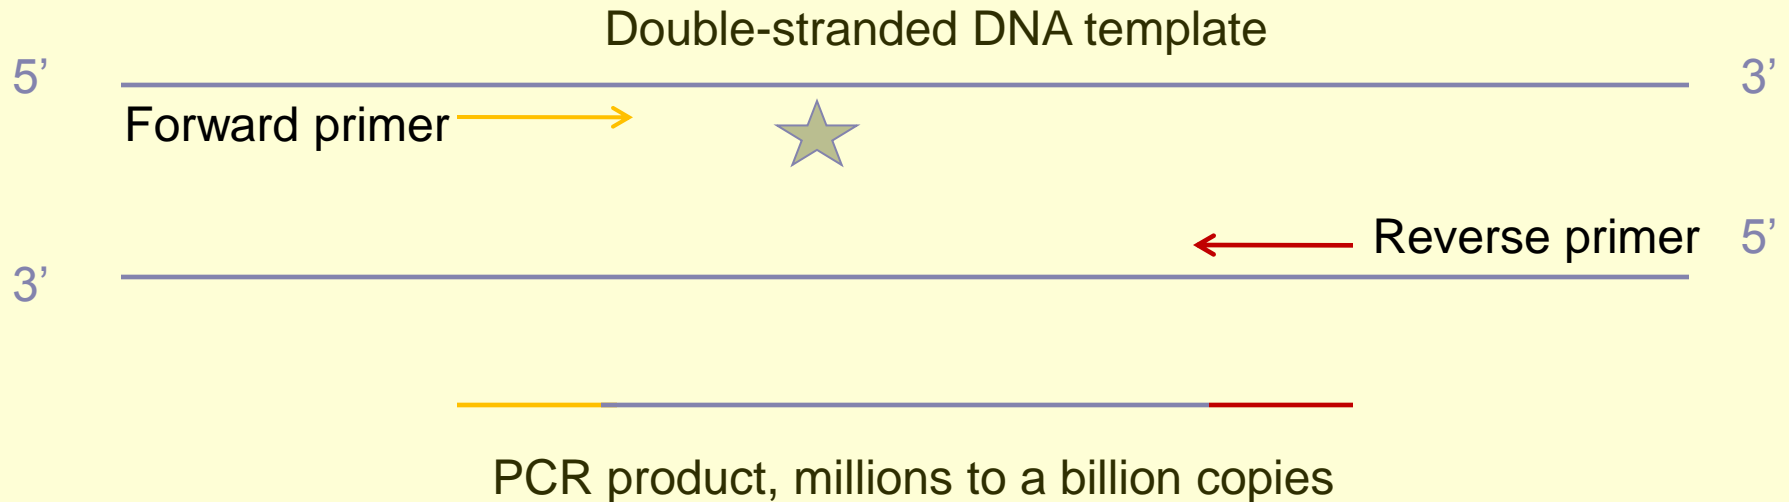 Double-stranded DNA template
5’ 3’
Forward primer
Reverse primer 5’
3’
PCR product, millions to a billion copies